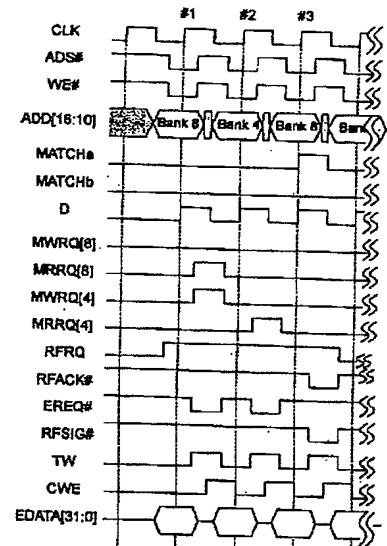 #1 #2 #3
CLK
ADS#
WE#
ADD[16:10] Bank 8 Bank 4 Bank 8 Ban
MATCHa
MATCHb
D
MWRQ[8]
MRRQ[8]
MWRQ[4]
MRRQ[4]
RFRQ
RFACK#
EREQ#
RFSIG#
TW
CWE
EDATA[31:0]